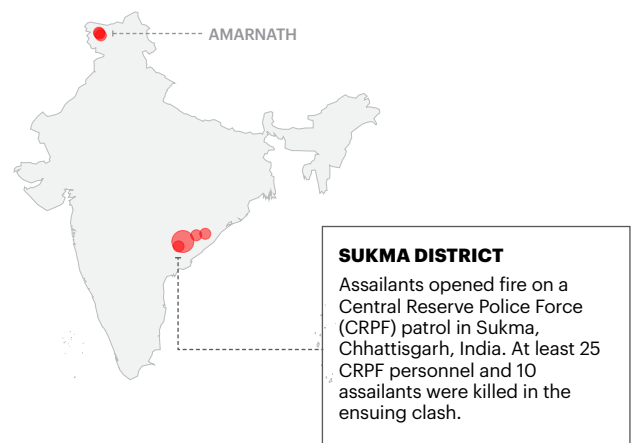 AMARNATH
SUKMA DISTRICT
Assailants opened fire on a
Central Reserve Police Force
(CRPF) patrol in Sukma,
Chhattisgarh, India. At least 25
CRPF personnel and 10
assailants were killed in the
ensuing clash.